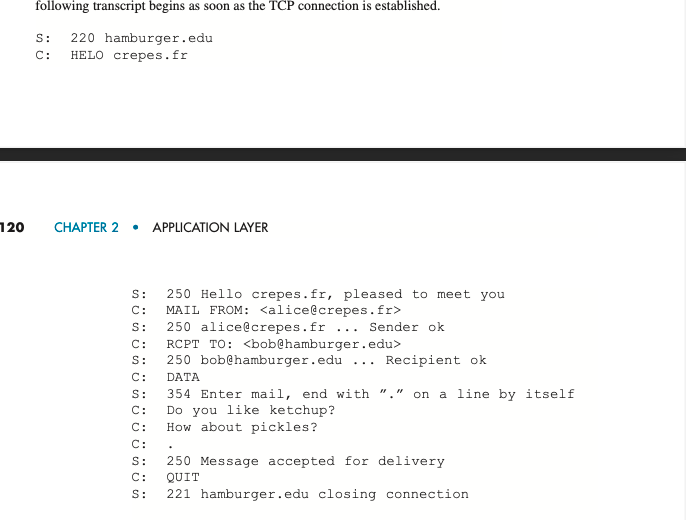 following transcript begins as soon as the TCP connection is established.
S: 220 hamburger.edu
C: HELO crepes.fr
120 CHAPTER 2 • APPLICATION LAYER
S: 250 Hello crepes.fr, pleased to meet you
C: MAIL FROM: <alice@crepes.fr>
S: 250 alice@crepes.fr ... Sender ok
C: RCPT TO: <bob@hamburger.edu>
S: 250 bob@hamburger.edu ... Recipient ok
C: DATA
S: 354 Enter mail, end with ”.” on a line by itself
C: Do you like ketchup?
C: How about pickles?
C: .
S: 250 Message accepted for delivery
C: QUIT
S: 221 hamburger.edu closing connection